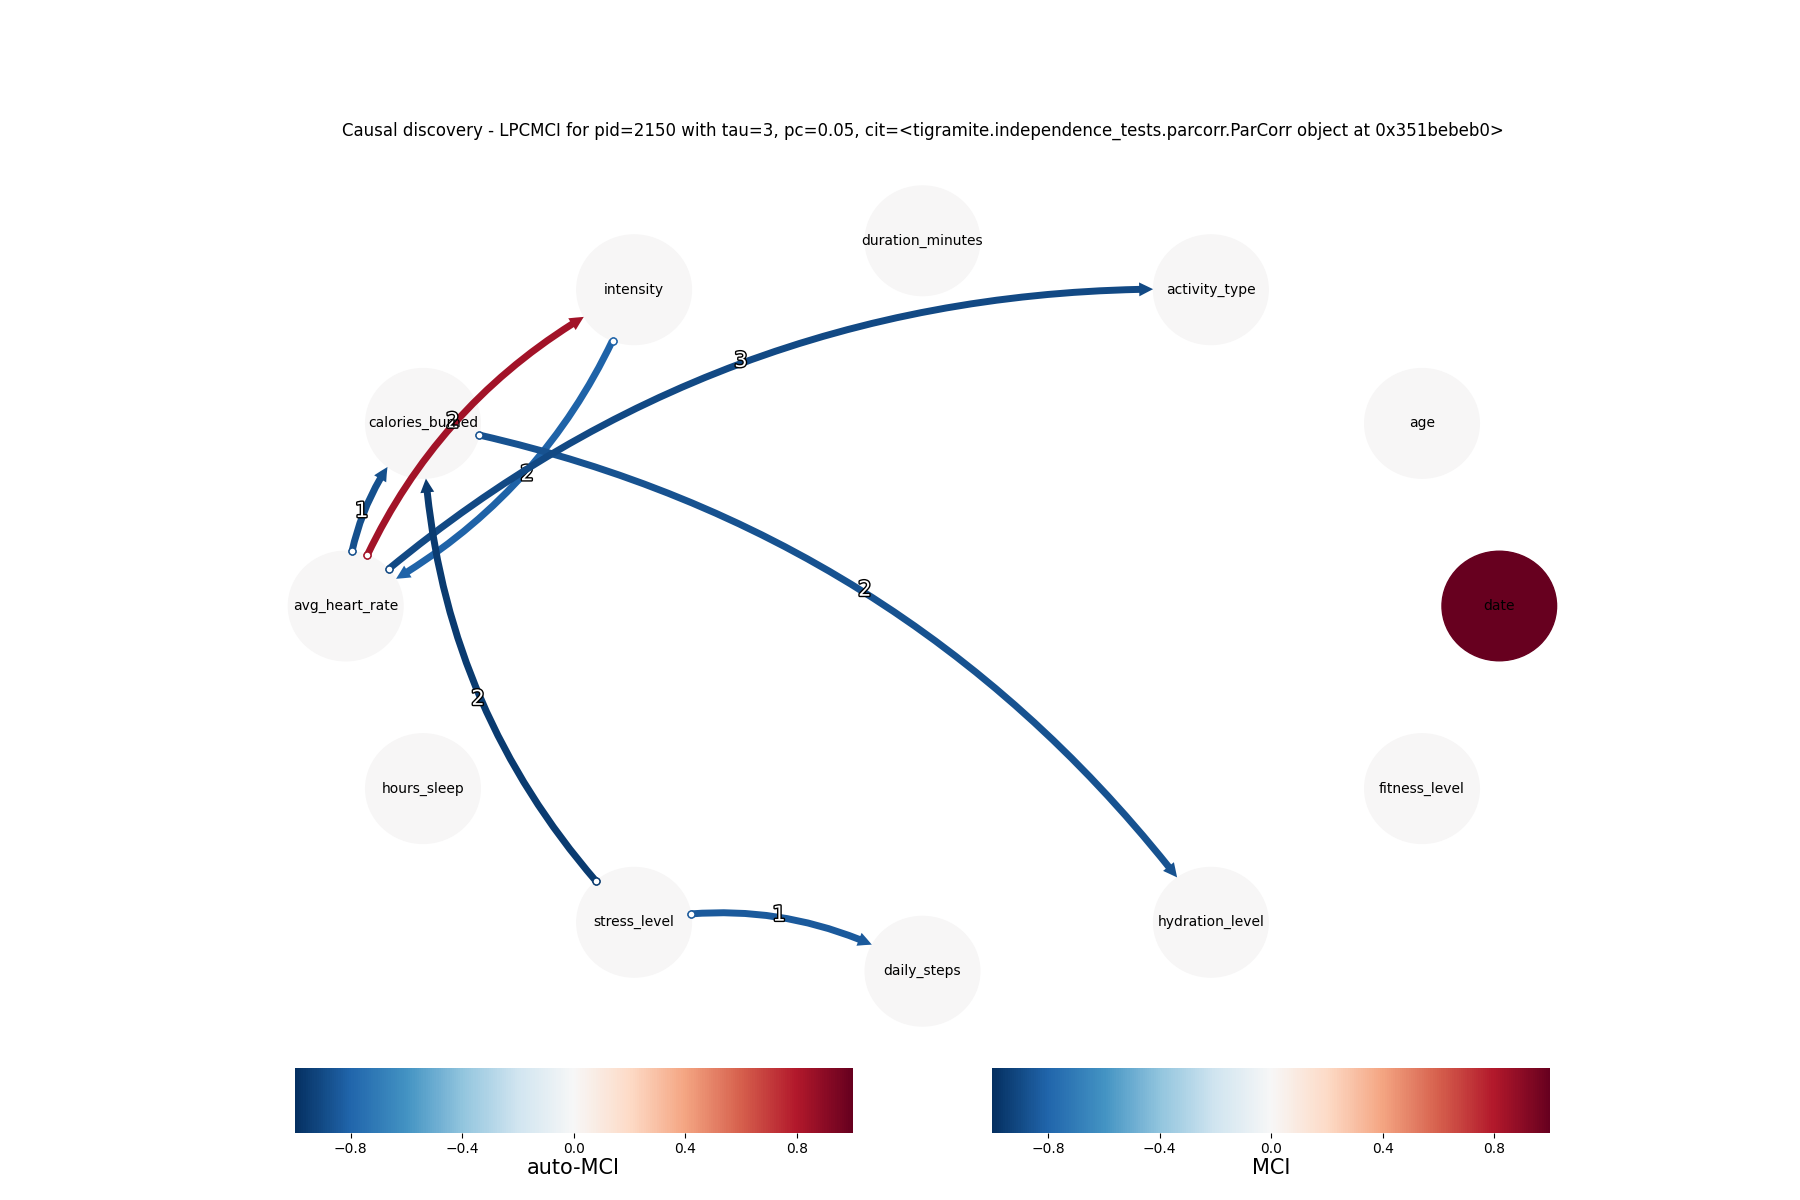 Causal discovery - LPCMCI for pid=2150 with tau=3, pc=0.05, cit=<tigramite.independence_tests.parcorr.ParCorr object at 0x351bebeb0>
duration_minutes
intensity
activity_type
3
calories_burned
2
age
2
1
2
avg_heart_rate
date
2
hours_sleep
fitness_level
stress_level
1
hydration_level
daily_steps
−0.8 −0.4 0.0 0.4 0.8
auto-MCI
−0.8 −0.4 0.0 0.4 0.8
MCI